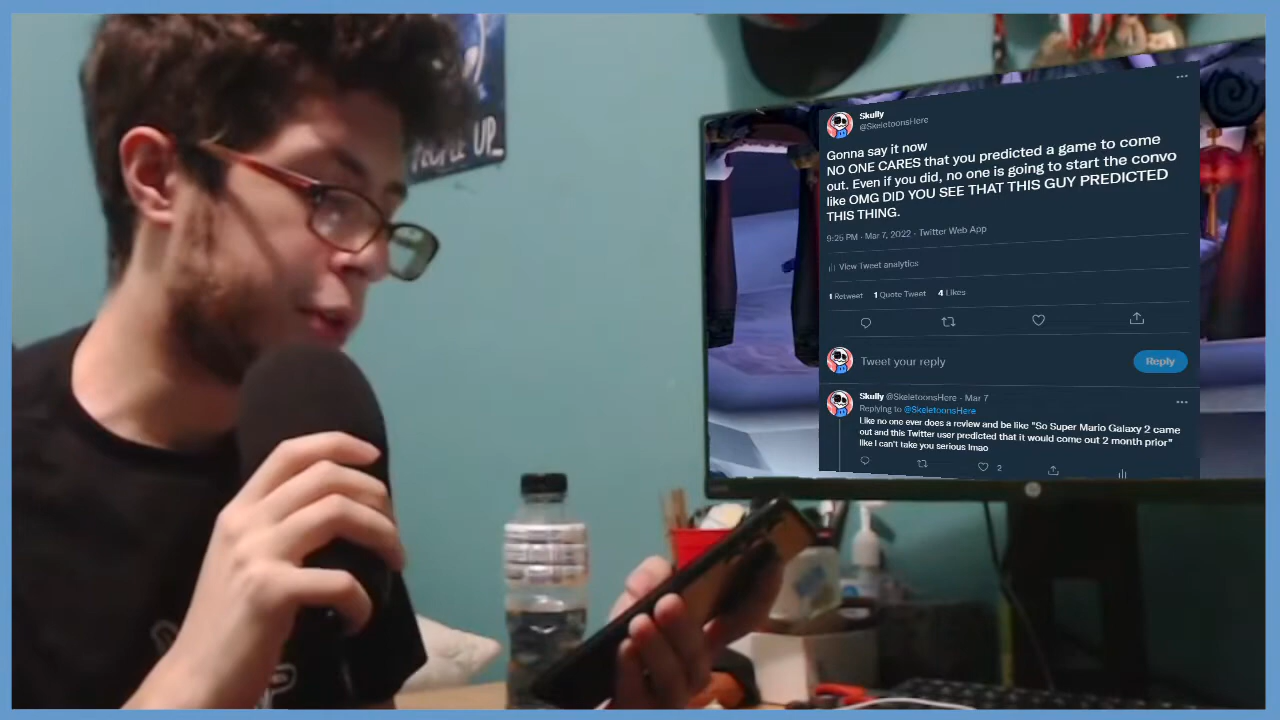 UP_
Skully
@SkeletoonsHere
Gonna say it now
NO ONE CARES that you predicted a game to come
out. Even if you did, no one is going to start the convo
like OMG DID YOU SEE THAT THIS GUY PREDICTED
THIS THING.
9:25 PM · Mar 7, 2022 · Twitter Web App
View Tweet analytics
1 Retweet 1 Quote Tweet 4 Likes
Tweet your reply
Reply
Skully @SkeletoonsHere · Mar 7
Replying to @SkeletoonsHere
Like no one ever does a review and be like "So Super Mario Galaxy 2 came
out and this Twitter user predicted that it would come out 2 month prior"
like I can't take you serious lmao
2